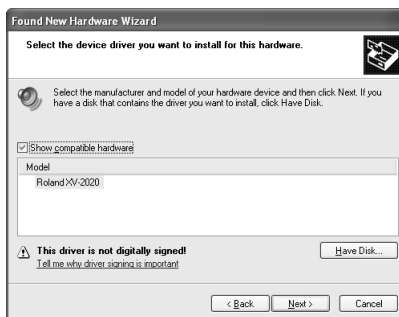 Found New Hardware Wizard
Select the device driver you want to install for this hardware.
Select the manufacturer and model of your hardware device and then click Next. If you
have a disk that contains the driver you want to install, click Have Disk.
Show compatible hardware
Model
Roland XV-2020
This driver is not digitally signed!
Tell me why driver signing is important
Have Disk...
< Back
Next >
Cancel